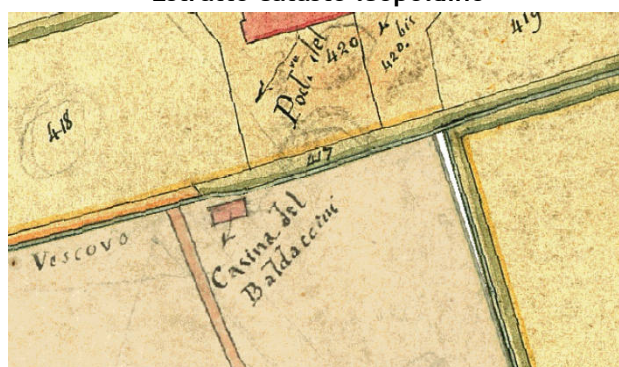 Estratto catasto leopoldino
419
420 bis
420
Pod.e del
418
417
Vescovo
Casina del
Baldaccini